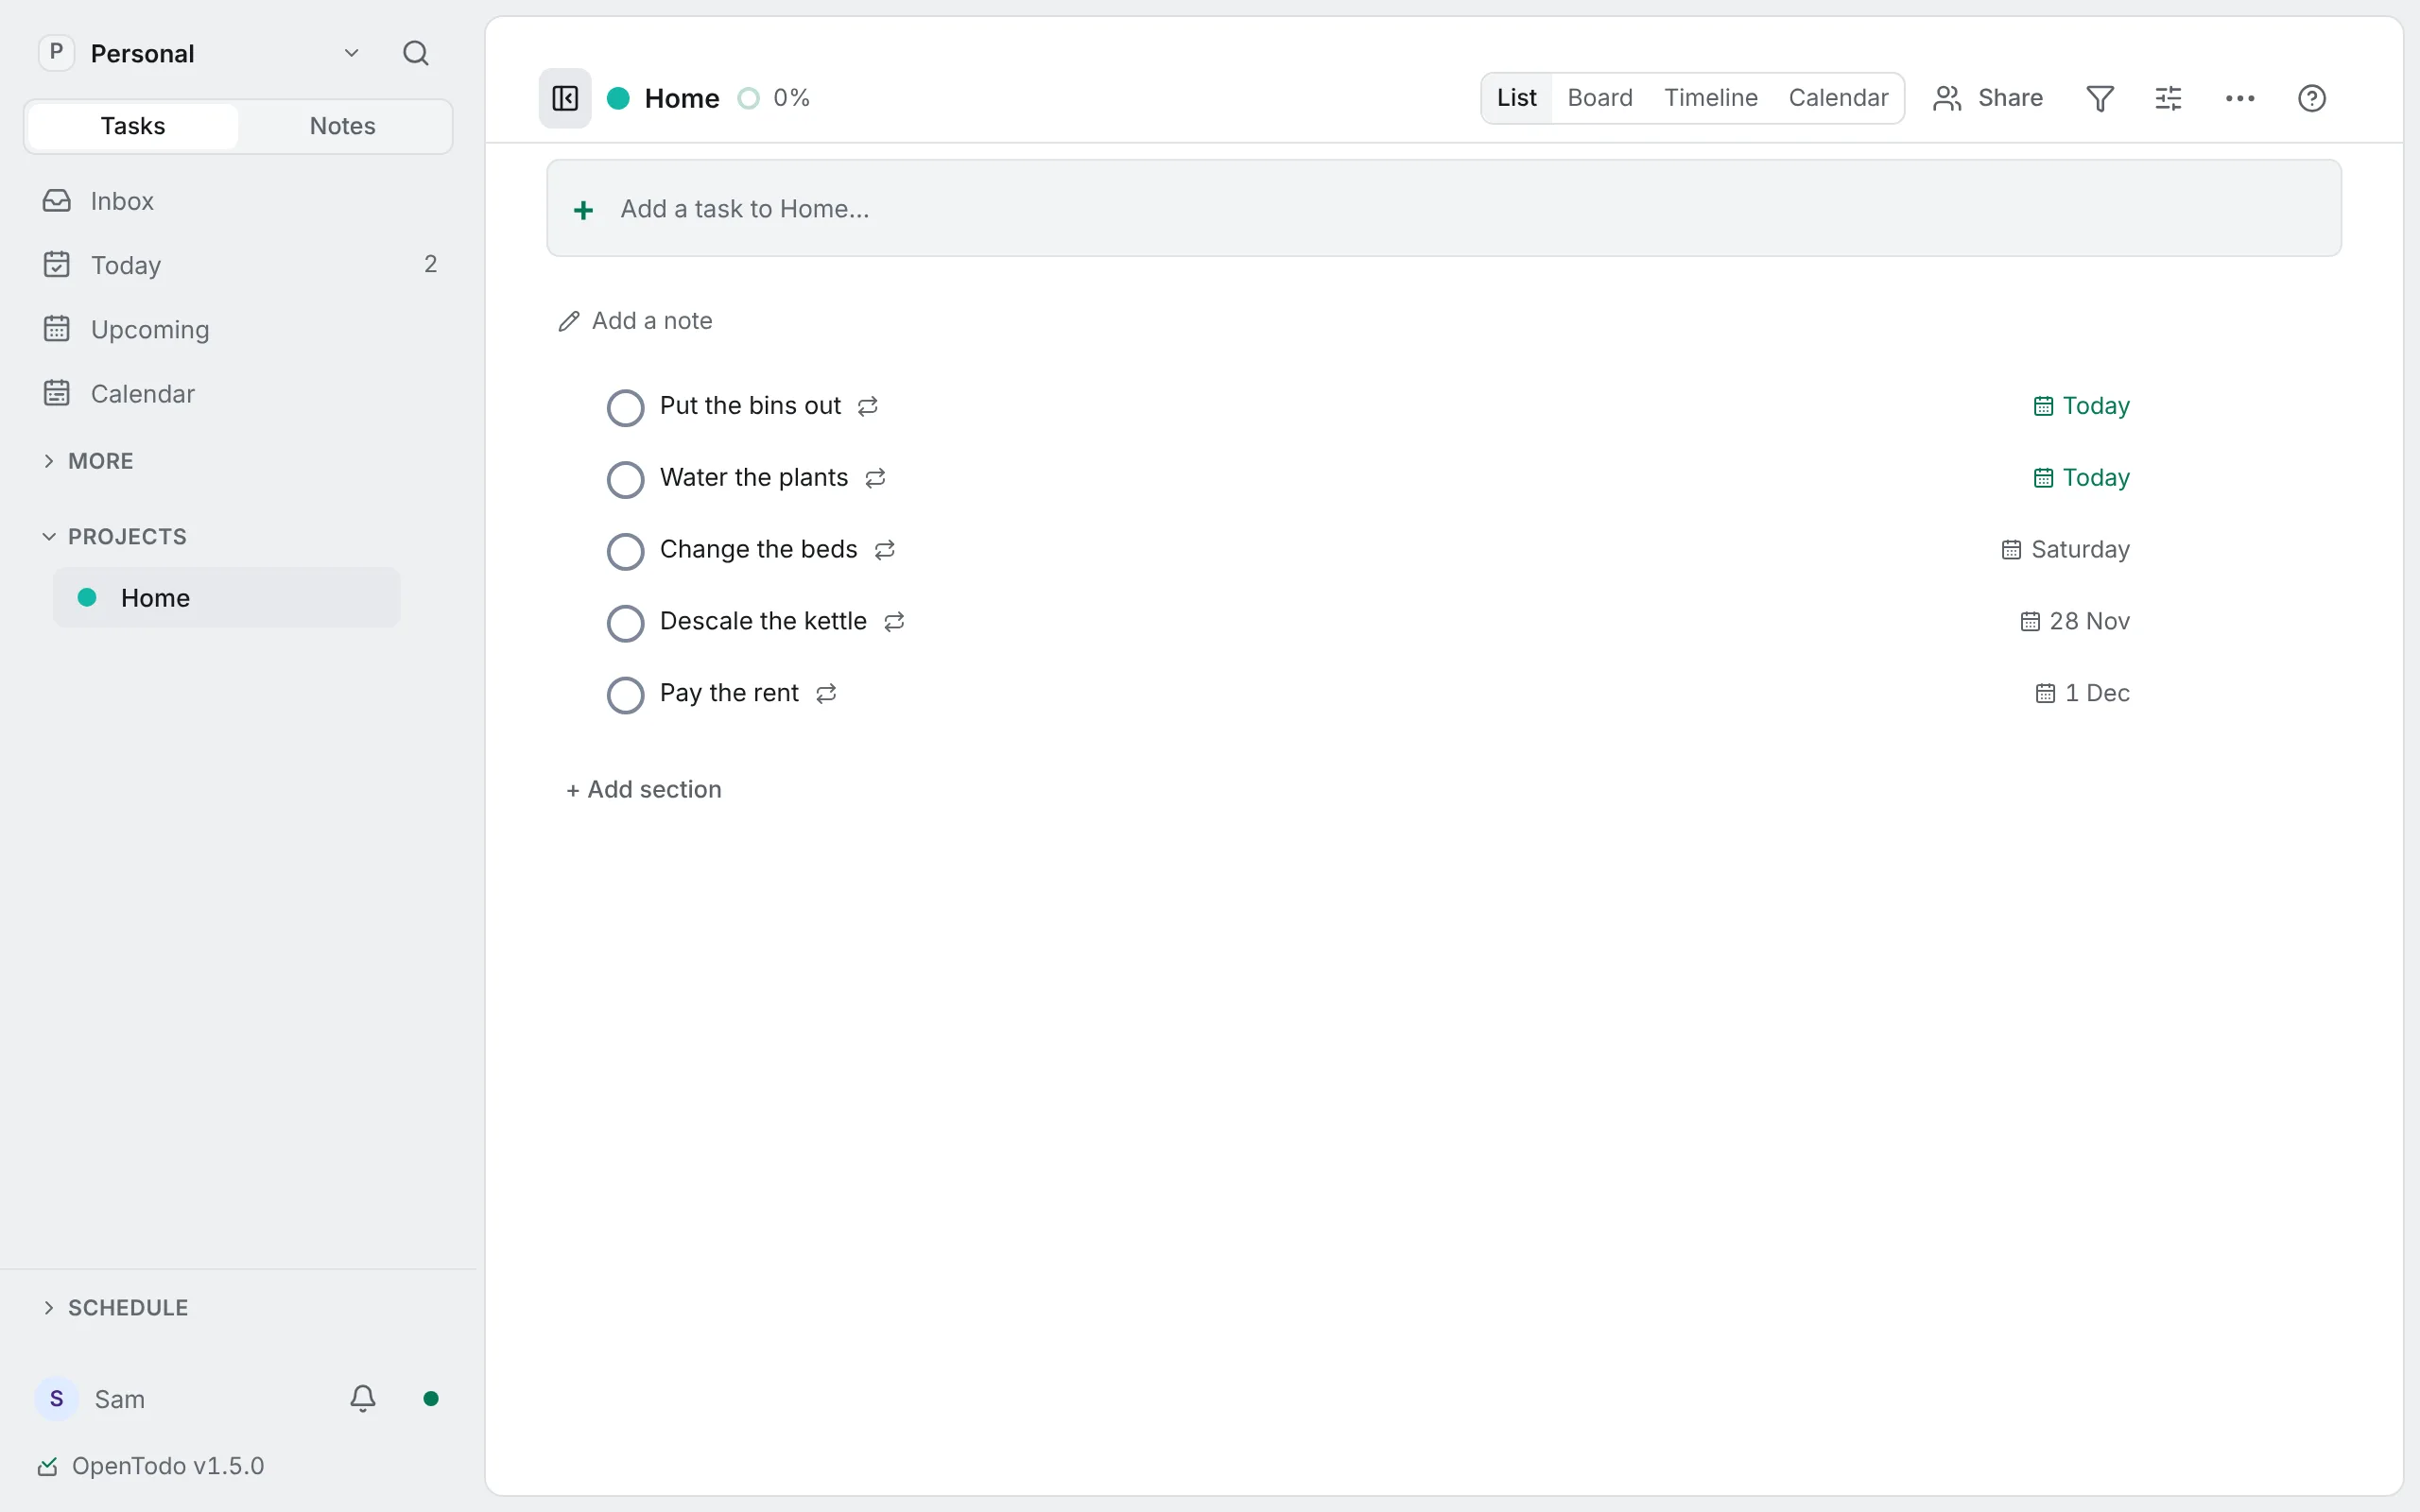 P Personal
Tasks Notes
Inbox
Today 2
Upcoming
Calendar
MORE
PROJECTS
Home
SCHEDULE
S Sam
OpenTodo v1.5.0
Home 0%
List Board Timeline Calendar Share
+ Add a task to Home...
Add a note
Put the bins out Today
Water the plants Today
Change the beds Saturday
Descale the kettle 28 Nov
Pay the rent 1 Dec
+ Add section